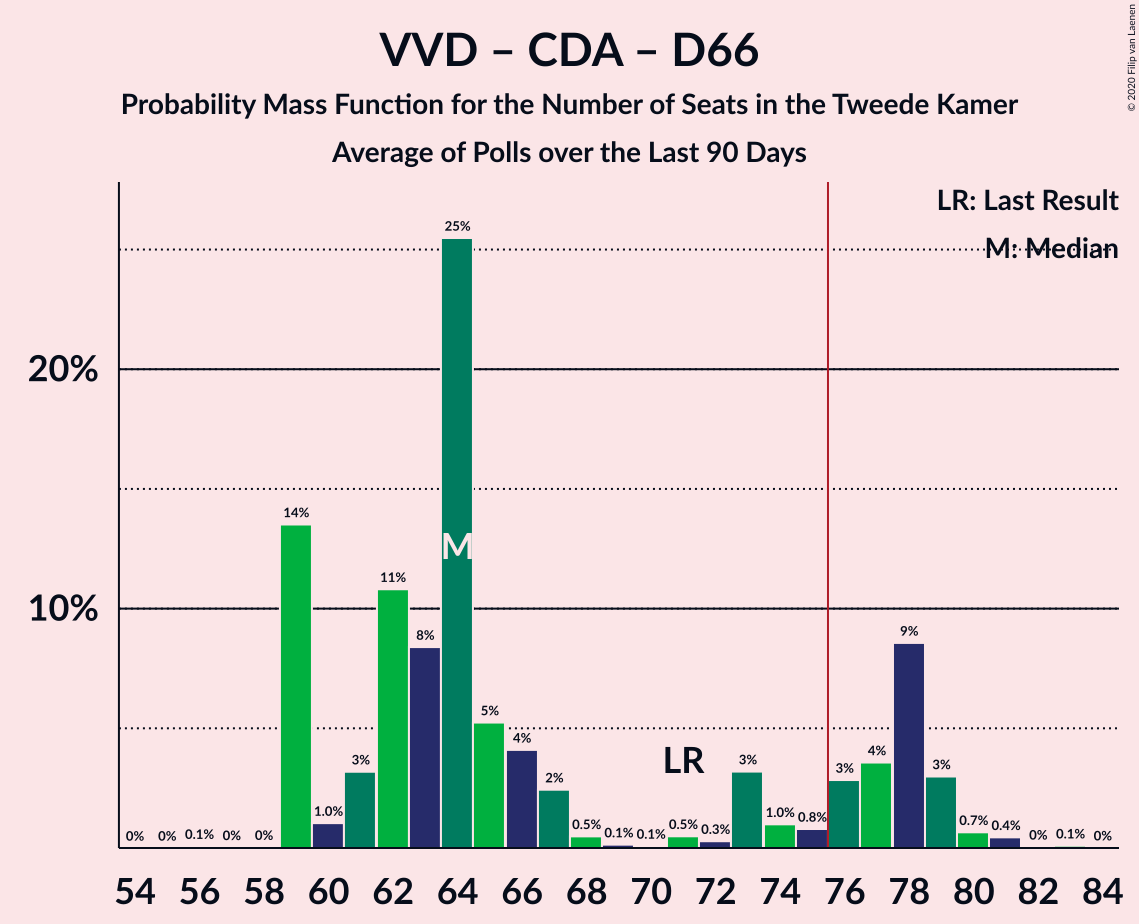 VVD – CDA – D66
Probability Mass Function for the Number of Seats in the Tweede Kamer
Average of Polls over the Last 90 Days
© 2020 Filip van Laenen
LR: Last Result
M: Median
20%
10%
0% 0% 0.1% 0% 0% 14% 1.0% 3% 11% 8% 25% 5% 4% 2% 0.5% 0.1% 0.1% 0.5% 0.3% 3% 1.0% 0.8% 3% 4% 9% 3% 0.7% 0.4% 0% 0.1% 0%
M
LR
54 56 58 60 62 64 66 68 70 72 74 76 78 80 82 84